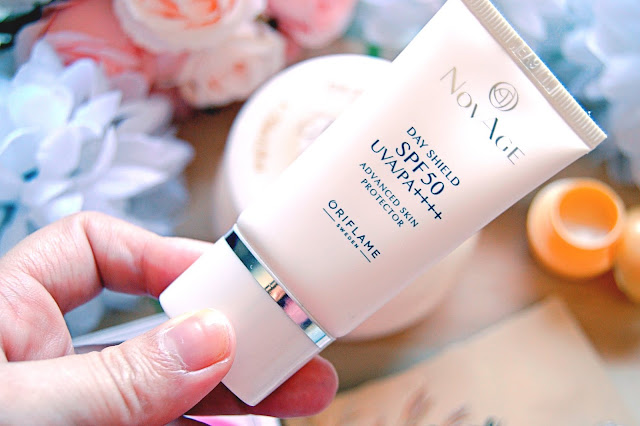 NOVAGE
DAY SHIELD
SPF50
UVA/PA++++
ADVANCED SKIN
PROTECTOR
ORIFLAME
SWEDEN